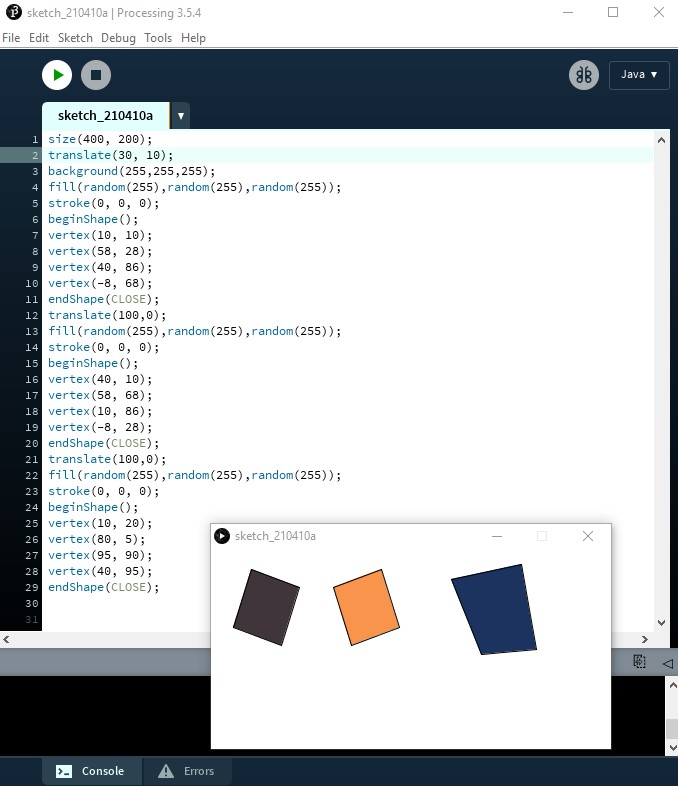 sketch_210410a | Processing 3.5.4
File Edit Sketch Debug Tools Help
Java ▾
sketch_210410a ▼
1 size(400, 200);
2 translate(30, 10);
3 background(255,255,255);
4 fill(random(255),random(255),random(255));
5 stroke(0, 0, 0);
6 beginShape();
7 vertex(10, 10);
8 vertex(58, 28);
9 vertex(40, 86);
10 vertex(-8, 68);
11 endShape(CLOSE);
12 translate(100,0);
13 fill(random(255),random(255),random(255));
14 stroke(0, 0, 0);
15 beginShape();
16 vertex(40, 10);
17 vertex(58, 68);
18 vertex(10, 86);
19 vertex(-8, 28);
20 endShape(CLOSE);
21 translate(100,0);
22 fill(random(255),random(255),random(255));
23 stroke(0, 0, 0);
24 beginShape();
25 vertex(10, 20);
26 vertex(80, 5);
27 vertex(95, 90);
28 vertex(40, 95);
29 endShape(CLOSE);
30
31
sketch_210410a
Console Errors